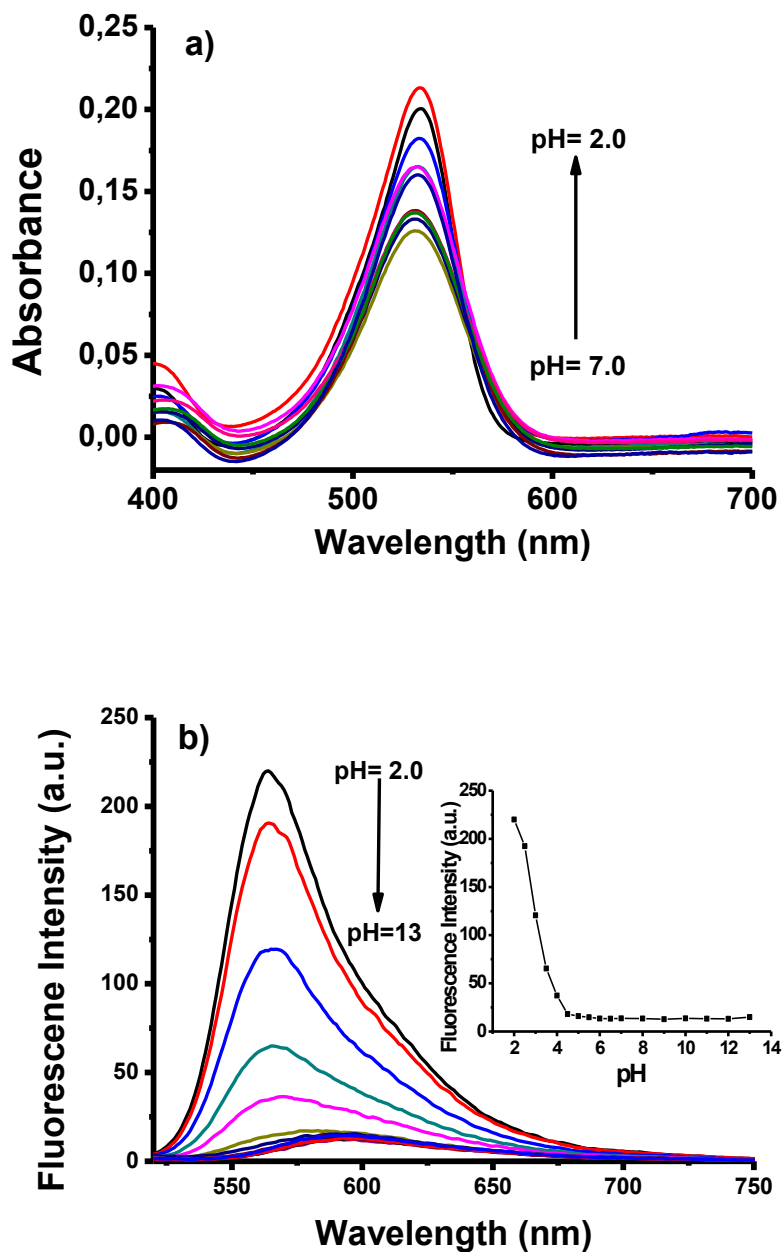 a)
0,25
0,20
0,15
0,10
0,05
0,00
Absorbance
pH= 2.0
pH= 7.0
400 500 600 700
Wavelength (nm)
b)
250
200
150
100
50
0
Fluorescene Intensity (a.u.)
pH= 2.0
pH=13
250
200
150
100
50
0
Fluorescence Intensity (a.u.)
2 4 6 8 10 12 14
pH
550 600 650 700 750
Wavelength (nm)